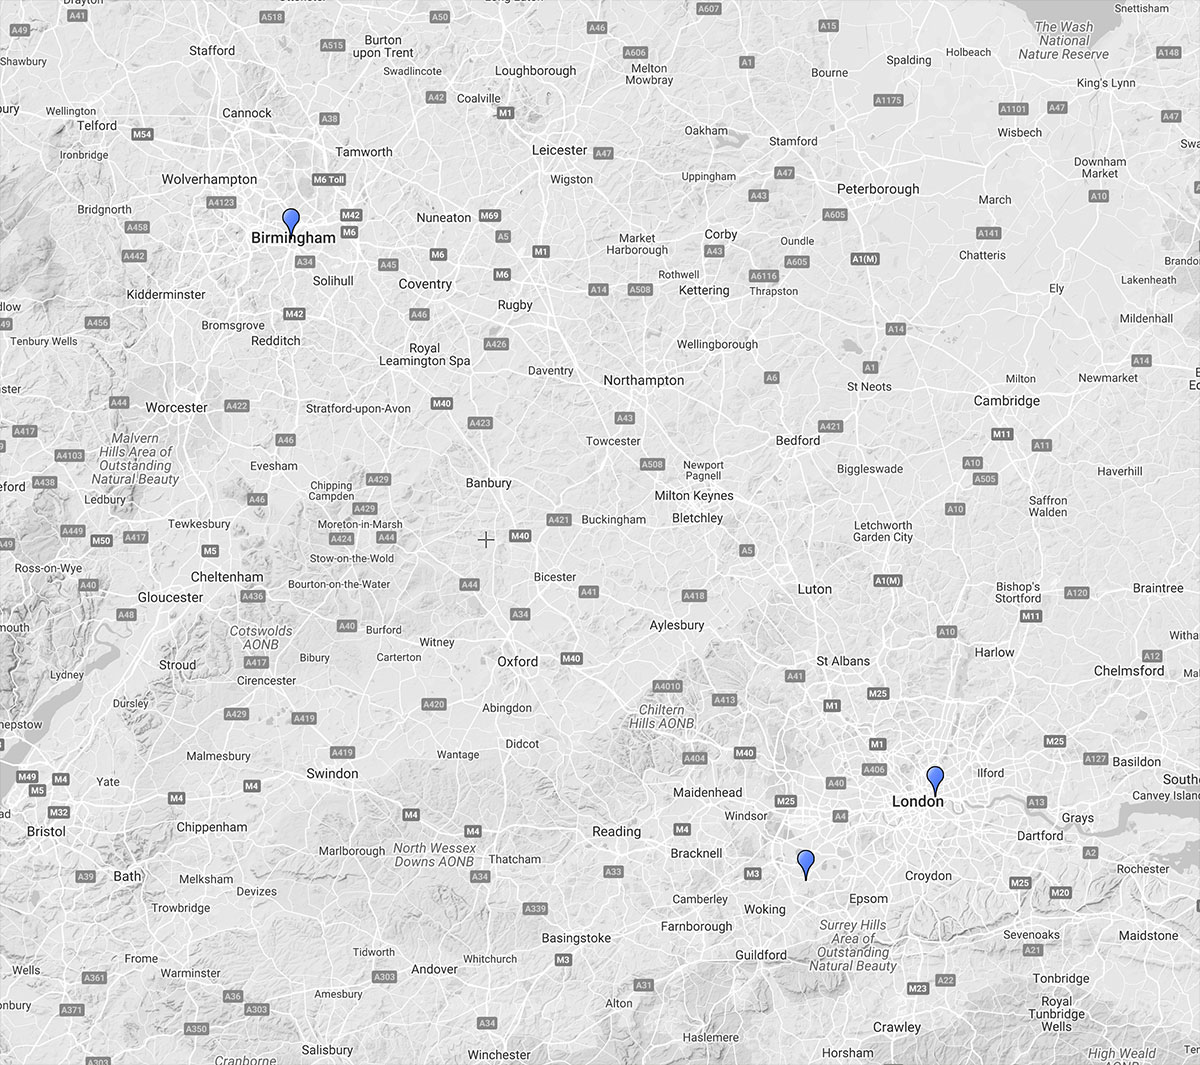 Drayton
A41
A518
A50
A607
Snettisham
A49
Stafford
A515
Burton
upon Trent
A46
A606
A15
The Wash
National
Nature Reserve
Shawbury
Swadlincote
Loughborough
Melton
Mowbray
A1
Bourne
Spalding
Holbeach
A148
King's Lynn
Wellington
Telford
M54
Cannock
A38
A42
Coalville
M1
A1175
A1101
A47
A47
Wisbech
Ironbridge
Tamworth
Leicester
A47
Oakham
Stamford
Downham
Market
Wolverhampton
M6 Toll
Wigston
Uppingham
A47
A43
Peterborough
March
A10
Bridgnorth
A4123
A458
M42
M6
Nuneaton
M69
A5
Corby
A605
A141
Birmingham
A442
A34
A45
M6
M1
Market
Harborough
A43
Oundle
A605
A1(M)
Chatteris
Solihull
Coventry
M6
Rothwell
A6116
Lakenheath
Kidderminster
A14
A508
Kettering
Thrapston
Ely
A456
M42
A46
Rugby
Mildenhall
Bromsgrove
Redditch
Tenbury Wells
Royal
Leamington Spa
A426
Wellingborough
A14
A14
Daventry
Northampton
A6
A1
St Neots
Milton
Newmarket
A44
Worcester
A422
Stratford-upon-Avon
M40
A423
A43
Cambridge
A417
Malvern
Hills Area of
Outstanding
Natural Beauty
A4103
A46
Towcester
Bedford
A421
M11
A11
Evesham
A508
Newport
Pagnell
Biggleswade
A10
A505
Haverhill
A438
Ledbury
A46
Chipping
Campden
A429
A429
Banbury
Milton Keynes
Saffron
Walden
A10
Tewkesbury
Moreton-in-Marsh
A424
A44
A421
Buckingham
Bletchley
Letchworth
Garden City
A449
M50
A417
M5
M40
A5
Stow-on-the-Wold
Ross-on-Wye
A40
Cheltenham
Bourton-on-the-Water
A44
Bicester
A41
A418
Luton
A1(M)
Bishop's
Stortford
A120
Braintree
Gloucester
A436
A48
A34
M11
Cotswolds
AONB
A40
Burford
Witney
Aylesbury
A10
Harlow
A12
Stroud
A417
Bibury
Carterton
Oxford
M40
St Albans
A41
Chelmsford
Lydney
Cirencester
A4010
A413
M25
Dursley
A429
A419
A420
Abingdon
Chiltern
Hills AONB
M1
Malmesbury
A419
Wantage
Didcot
A404
M40
M1
M25
A127
Basildon
M49
M4
M5
Yate
M4
M4
Swindon
A406
A40
Ilford
Canvey Island
Maidenhead
M25
London
A13
M32
M4
M4
Windsor
A4
Grays
Bristol
Chippenham
Reading
M4
Dartford
Marlborough
North Wessex
Downs AONB
Thatcham
Bracknell
A2
Rochester
A39
Bath
Melksham
A34
A33
M3
Croydon
M25
M20
Devizes
Trowbridge
A339
Camberley
Woking
Epsom
Farnborough
Surrey Hills
Area of
Outstanding
Natural Beauty
Basingstoke
Sevenoaks
A21
Maidstone
Frome
Tidworth
Whitchurch
M3
Guildford
Wells
A361
Warminster
A303
Andover
A31
M23
A22
Tonbridge
A371
A36
A303
Amesbury
Alton
Royal
Tunbridge
Wells
A350
A34
Haslemere
Crawley
Salisbury
Winchester
Horsham
High Weald
A303
Cranborne